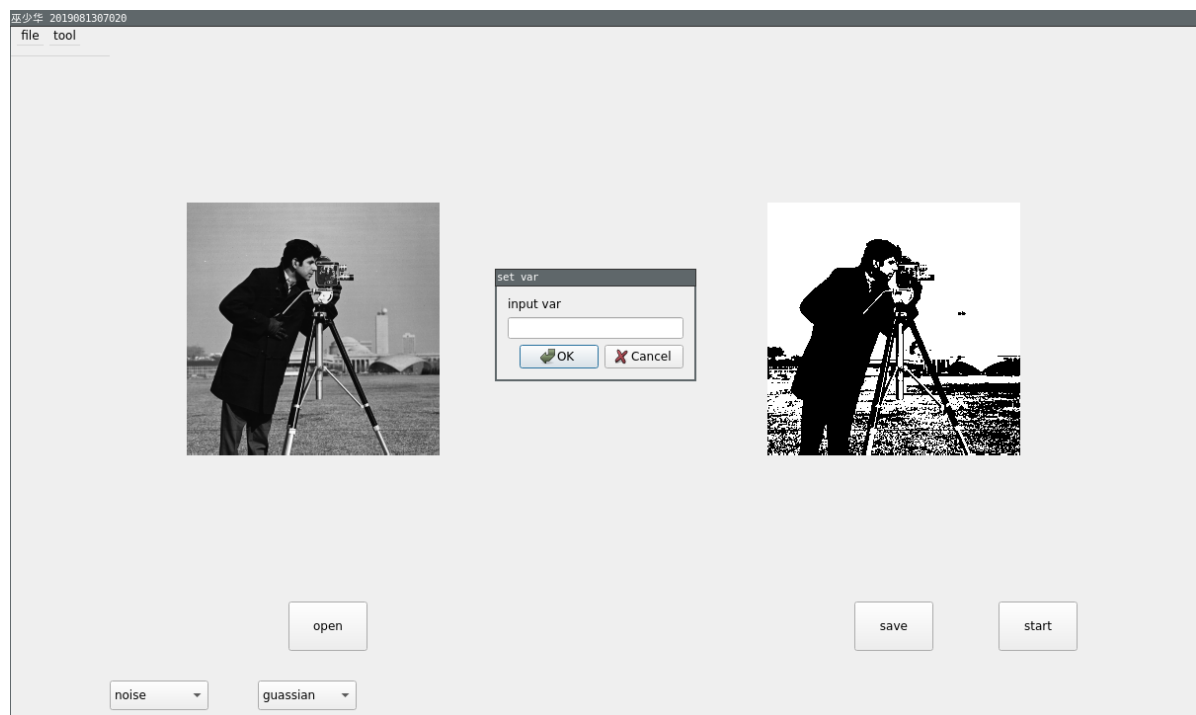 巫少华 2019081307020
file tool
set var
input var
OK Cancel
open save start
noise guassian